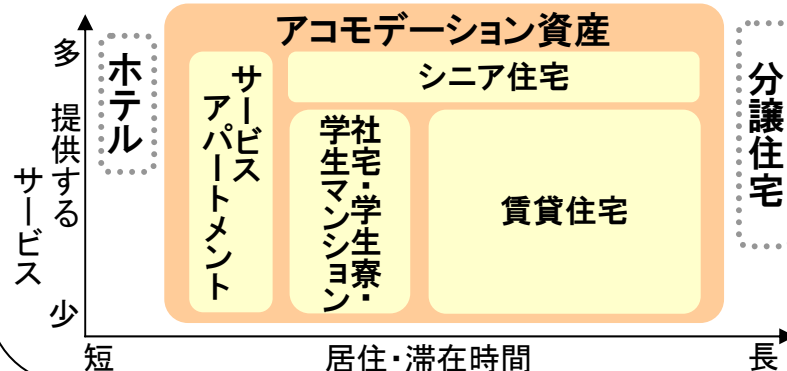 アコモデーション資産
多
ホテル
サービス
アパートメント
シニア住宅
分譲住宅
提供する
サービス
社宅・学生寮・
学生マンション
賃貸住宅
少
短
居住・滞在時間
長